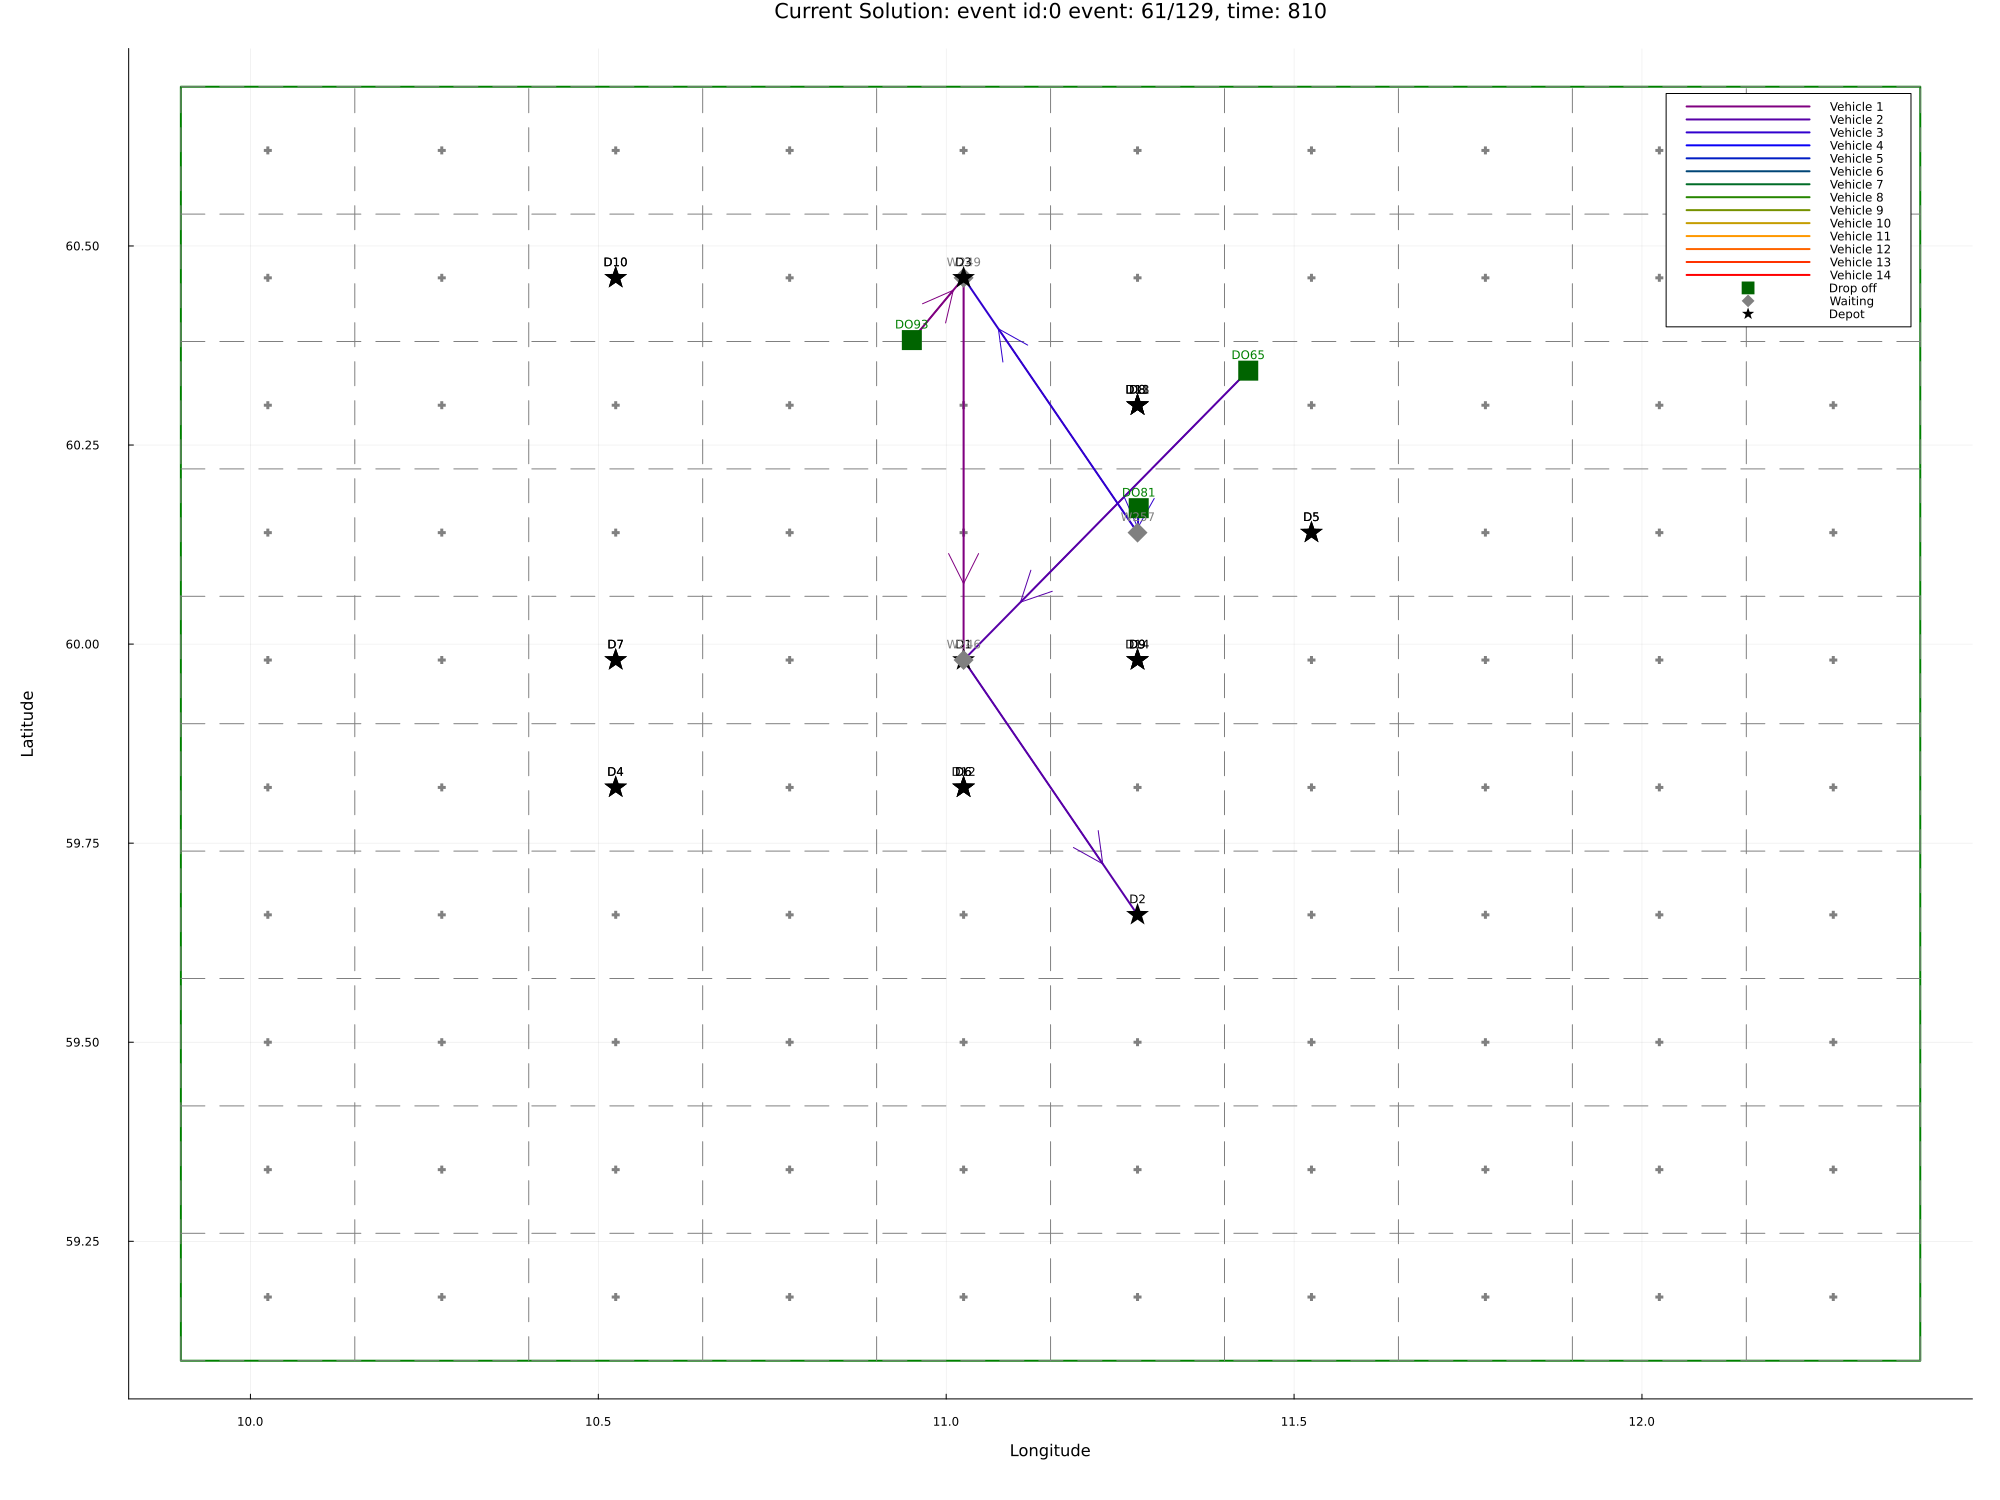 Current Solution: event id:0 event: 61/129, time: 810
Vehicle 1
Vehicle 2
Vehicle 3
Vehicle 4
Vehicle 5
Vehicle 6
Vehicle 7
Vehicle 8
Vehicle 9
Vehicle 10
Vehicle 11
Vehicle 12
Vehicle 13
Vehicle 14
Drop off
Waiting
Depot
60.50
60.25
60.00
59.75
59.50
59.25
Latitude
D10
D3
DO93
DO65
DO81
D5
D7
D1
D9
D4
D6
D2
10.0
10.5
11.0
11.5
12.0
Longitude